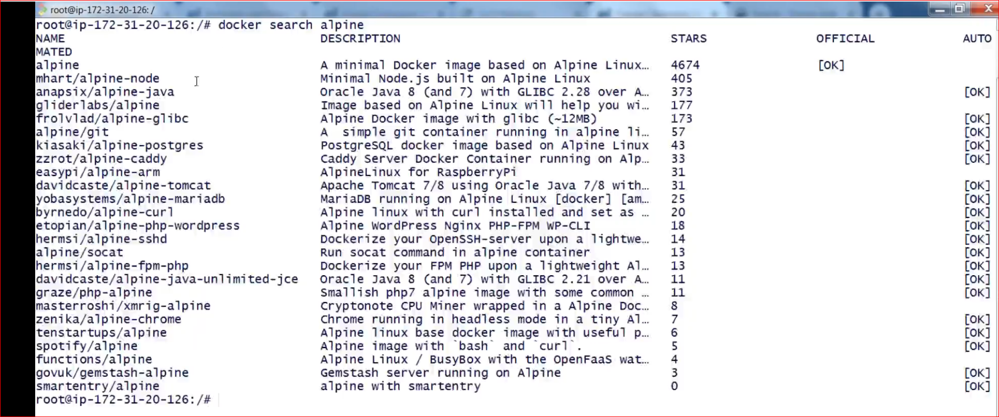 root@ip-172-31-20-126: /
root@ip-172-31-20-126:/# docker search alpine
NAME DESCRIPTION STARS OFFICIAL AUTO
MATED
alpine A minimal Docker image based on Alpine Linux… 4674 [OK]
mhart/alpine-node Minimal Node.js built on Alpine Linux 405
anapsix/alpine-java Oracle Java 8 (and 7) with GLIBC 2.28 over A… 373 [OK]
gliderlabs/alpine Image based on Alpine Linux will help you wi… 177
frolvlad/alpine-glibc Alpine Docker image with glibc (~12MB) 173 [OK]
alpine/git A  simple git container running in alpine li… 57 [OK]
kiasaki/alpine-postgres PostgreSQL docker image based on Alpine Linux 43 [OK]
zzrot/alpine-caddy Caddy Server Docker Container running on Alp… 33 [OK]
easypi/alpine-arm AlpineLinux for RaspberryPi 31
davidcaste/alpine-tomcat Apache Tomcat 7/8 using Oracle Java 7/8 with… 31 [OK]
yobasystems/alpine-mariadb MariaDB running on Alpine Linux [docker] [am… 25 [OK]
byrnedo/alpine-curl Alpine linux with curl installed and set as … 20 [OK]
etopian/alpine-php-wordpress Alpine WordPress Nginx PHP-FPM WP-CLI 18 [OK]
hermsi/alpine-sshd Dockerize your OpenSSH-server upon a lightwe… 14 [OK]
alpine/socat Run socat command in alpine container 13 [OK]
hermsi/alpine-fpm-php Dockerize your FPM PHP upon a lightweight Al… 13 [OK]
davidcaste/alpine-java-unlimited-jce Oracle Java 8 (and 7) with GLIBC 2.21 over A… 11 [OK]
graze/php-alpine Smallish php7 alpine image with some common … 11 [OK]
masterroshi/xmrig-alpine Cryptonote CPU Miner wrapped in a Alpine Doc… 8
zenika/alpine-chrome Chrome running in headless mode in a tiny Al… 7 [OK]
tenstartups/alpine Alpine linux base docker image with useful p… 6 [OK]
spotify/alpine Alpine image with `bash` and `curl`. 5 [OK]
functions/alpine Alpine Linux / BusyBox with the OpenFaaS wat… 4
govuk/gemstash-alpine Gemstash server running on Alpine 3 [OK]
smartentry/alpine alpine with smartentry 0 [OK]
root@ip-172-31-20-126:/#